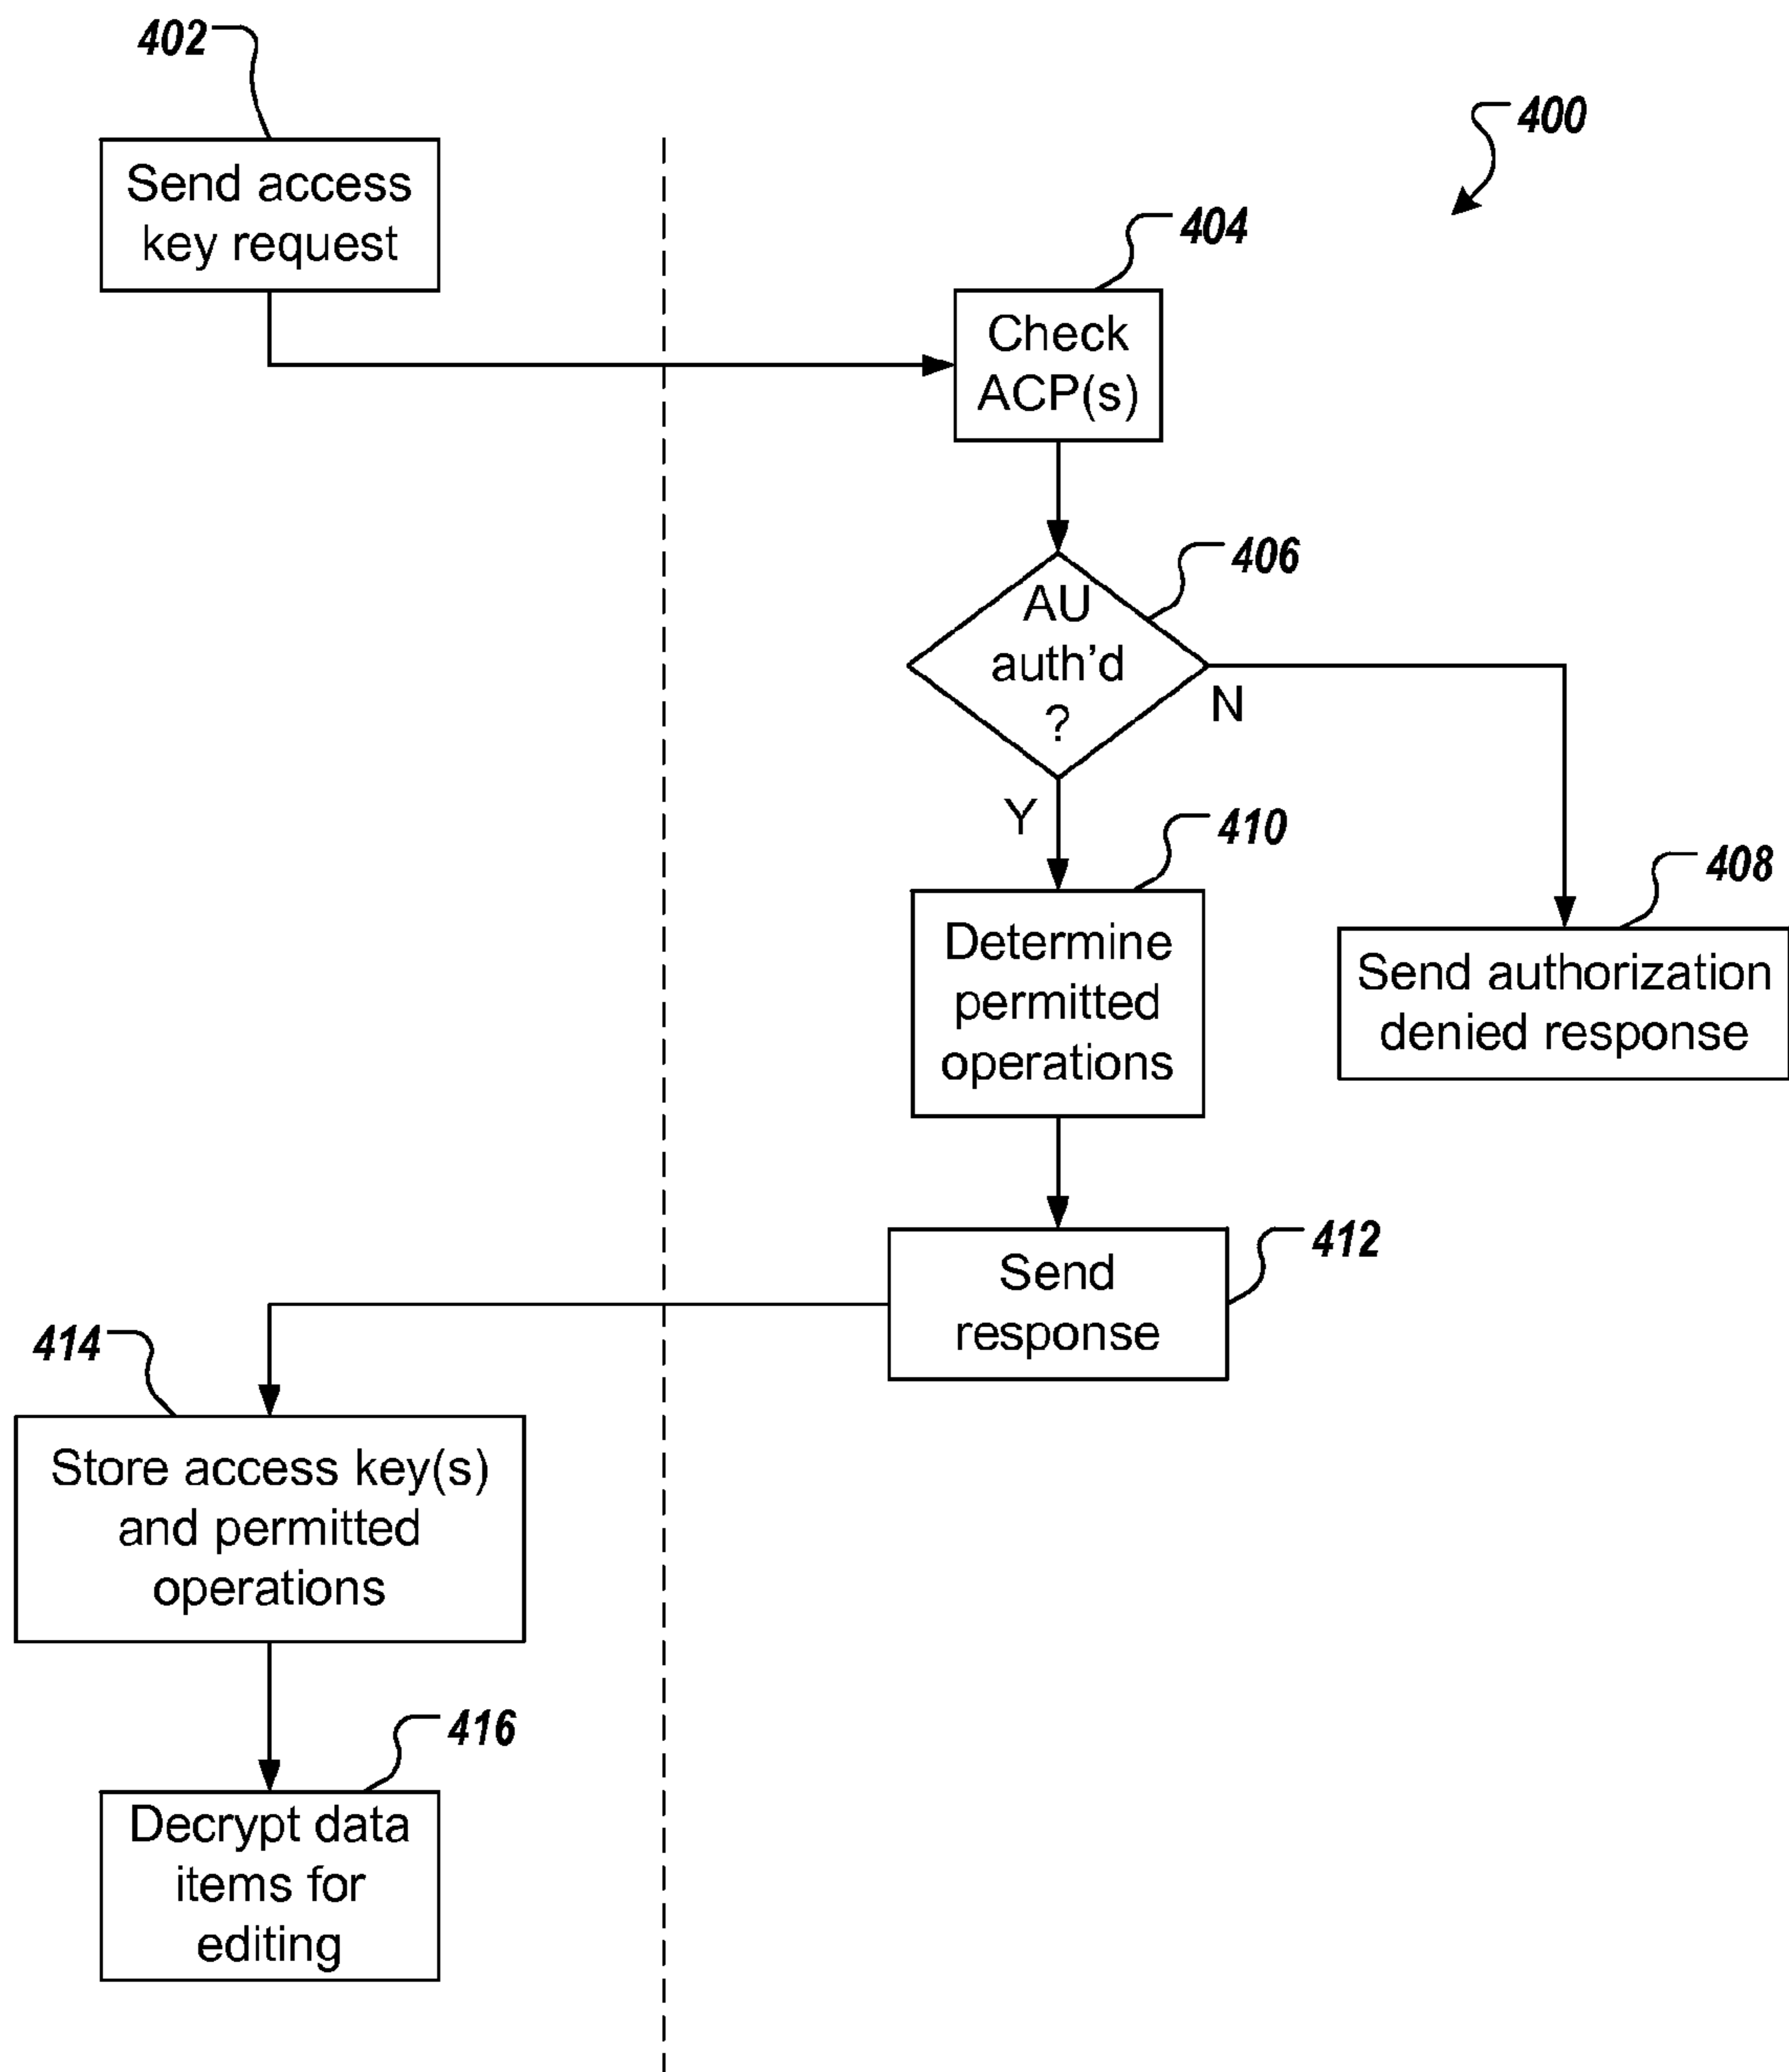 402
400
Send access
key request
404
Check
ACP(s)
406
AU
auth’d
?
N
Y
410
408
Determine
permitted
operations
Send authorization
denied response
412
Send
response
414
Store access key(s)
and permitted
operations
416
Decrypt data
items for
editing